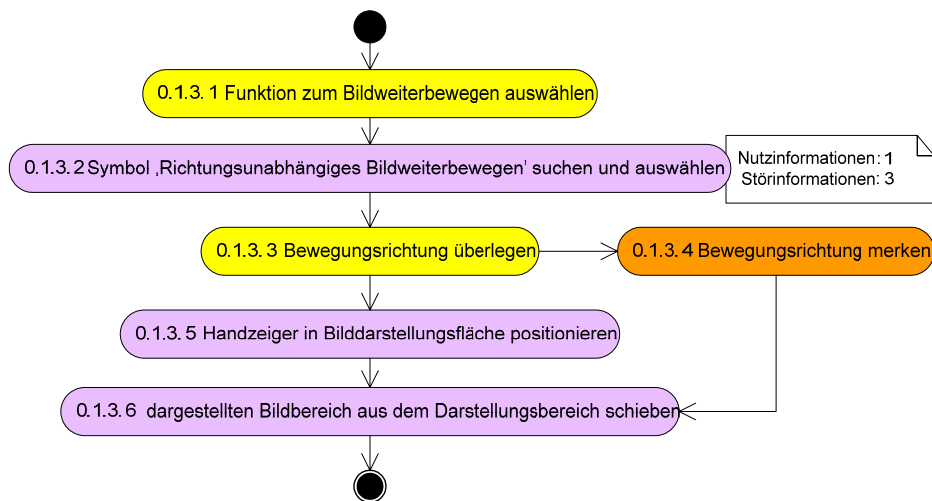 0.1.3.1 Funktion zum Bildweiterbewegen auswählen
0.1.3.2 Symbol ‚Richtungsunabhängiges Bildweiterbewegen' suchen und auswählen
Nutzinformationen: 1
Störinformationen: 3
0.1.3.3 Bewegungsrichtung überlegen
0.1.3.4 Bewegungsrichtung merken
0.1.3.5 Handzeiger in Bilddarstellungsfläche positionieren
0.1.3.6 dargestellten Bildbereich aus dem Darstellungsbereich schieben